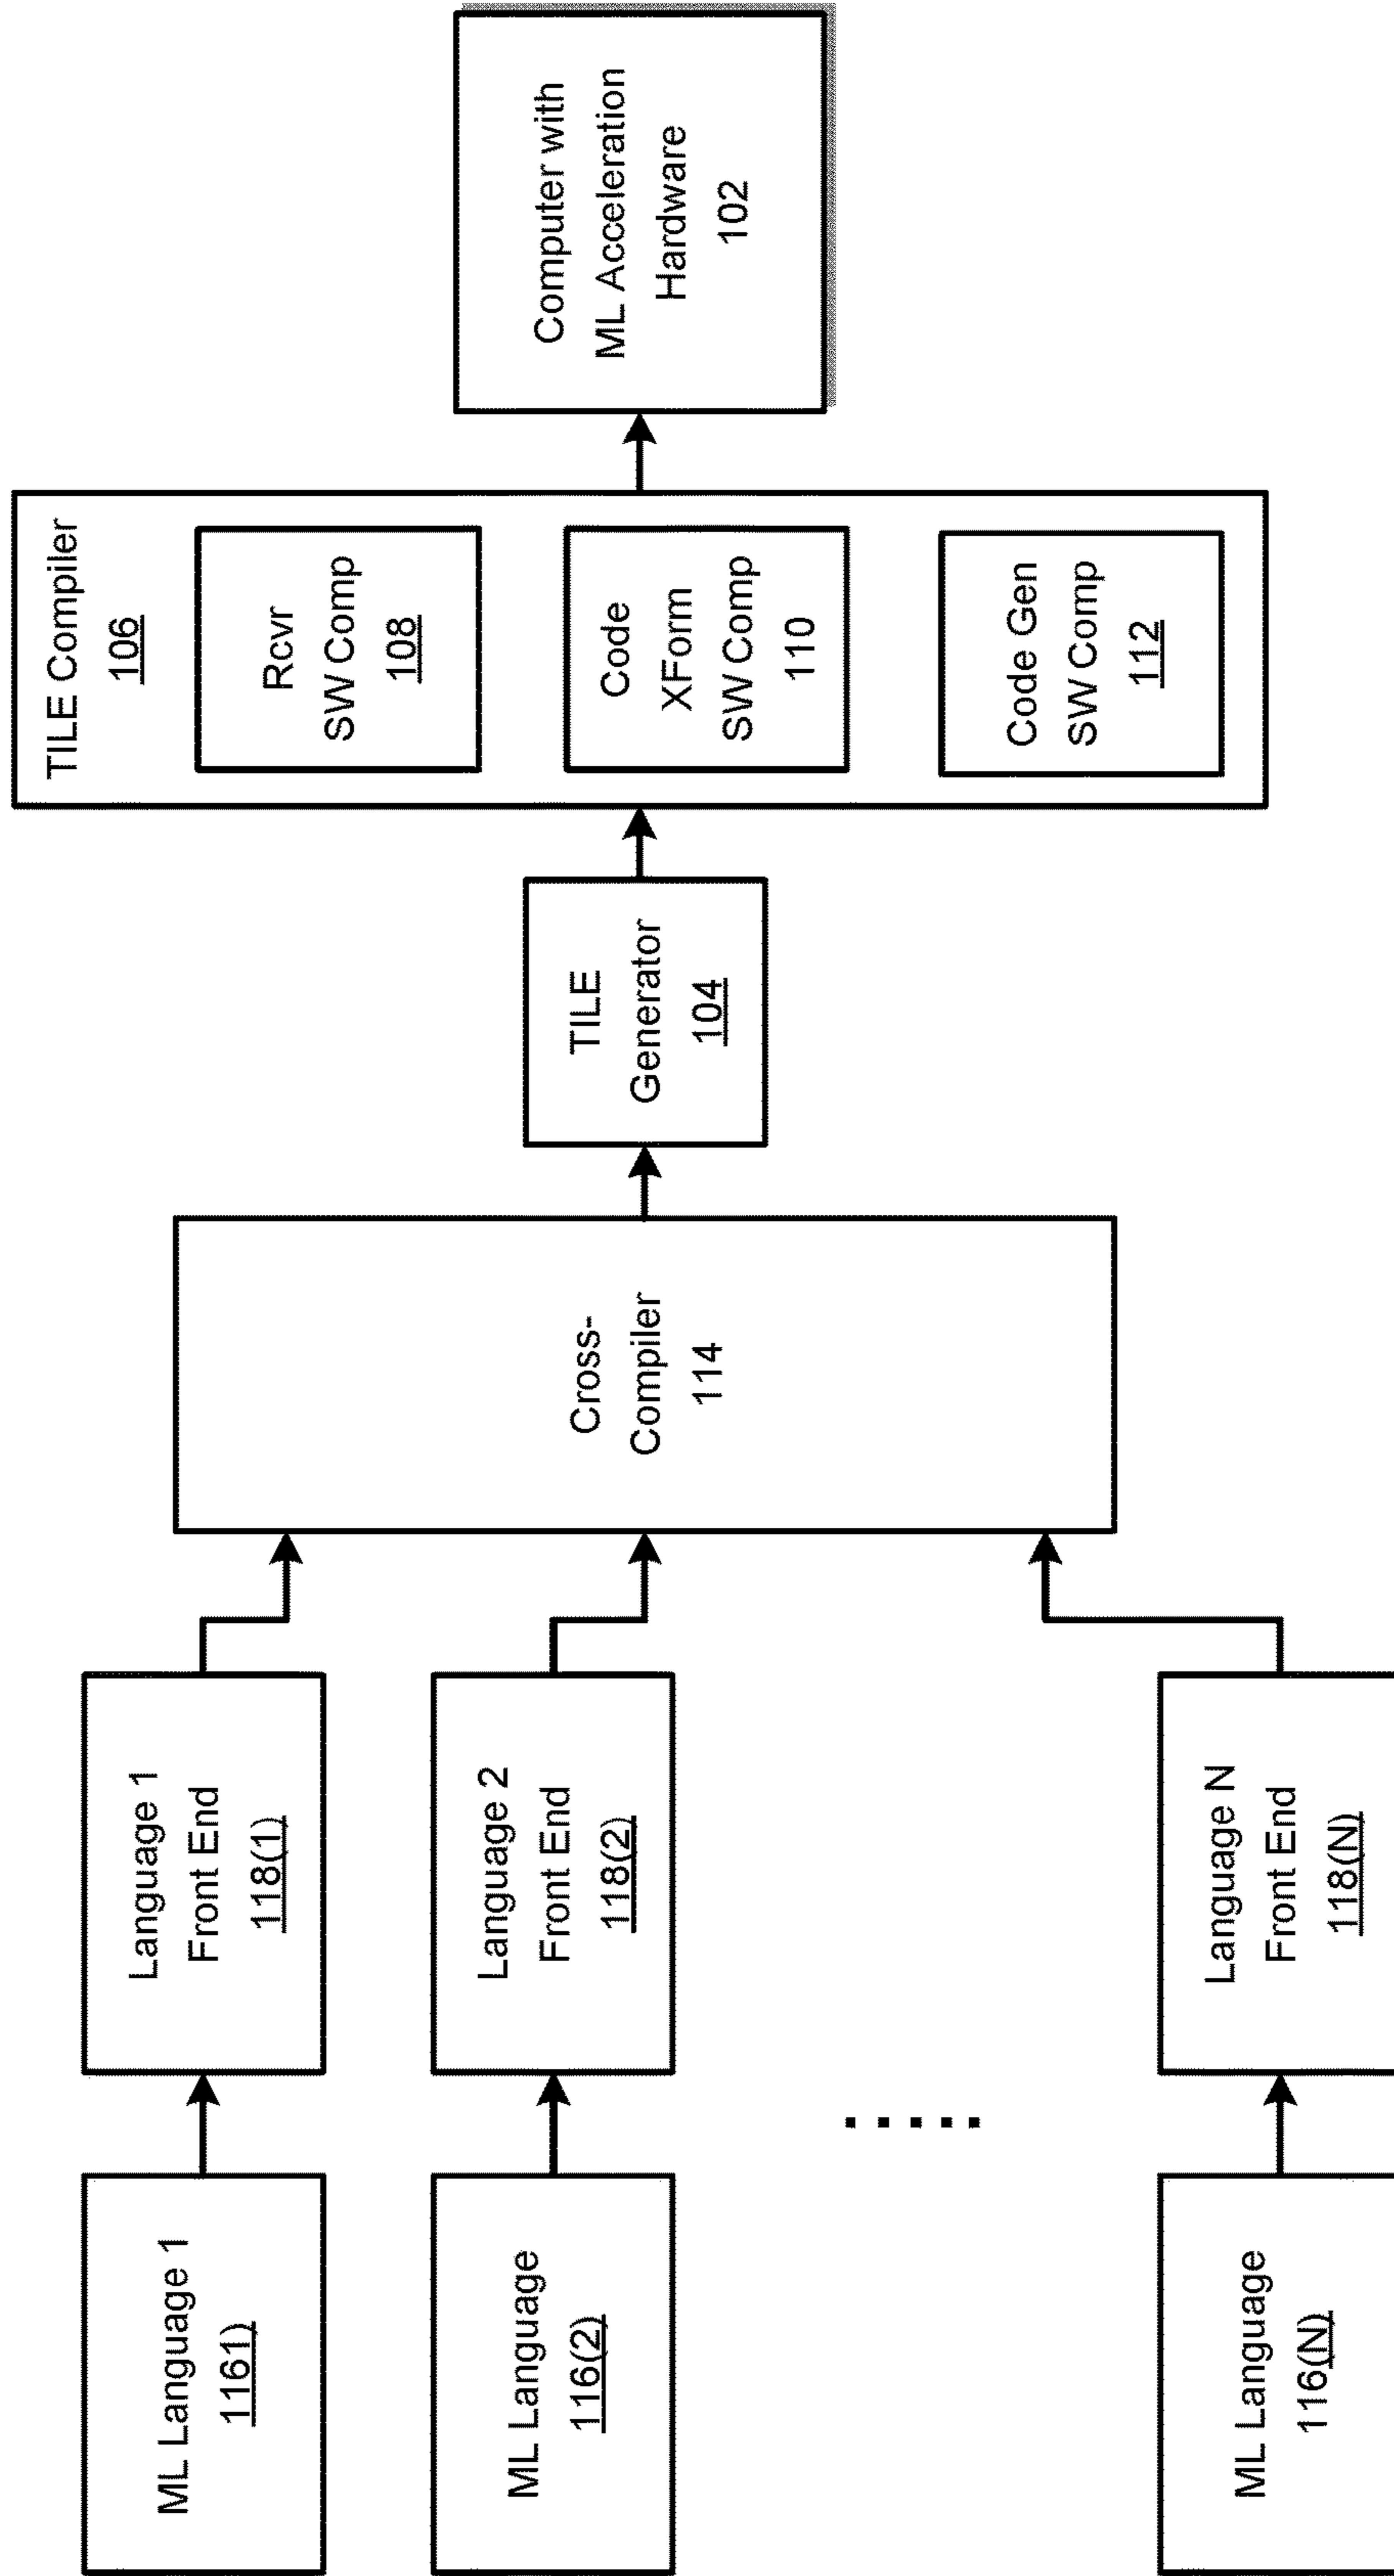 ML Language 1
1161)
Language 1
Front End
118(1)
ML Language
116(2)
Language 2
Front End
118(2)
.....
ML Language
116(N)
Language N
Front End
118(N)
Cross-
Compiler
114
TILE
Generator
104
TILE Compiler
106
Rcvr
SW Comp
108
Code
XForm
SW Comp
110
Code Gen
SW Comp
112
Computer with
ML Acceleration
Hardware
102